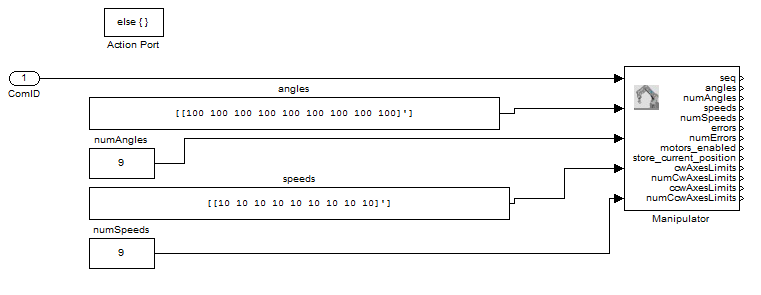 else { }
Action Port
1
ComID
angles
[[100 100 100 100 100 100 100 100 100]']
numAngles
9
speeds
[[10 10 10 10 10 10 10 10 10]']
numSpeeds
9
seq
angles
numAngles
speeds
numSpeeds
errors
numErrors
motors_enabled
store_current_position
cwAxesLimits
numCwAxesLimits
ccwAxesLimits
numCcwAxesLimits
Manipulator